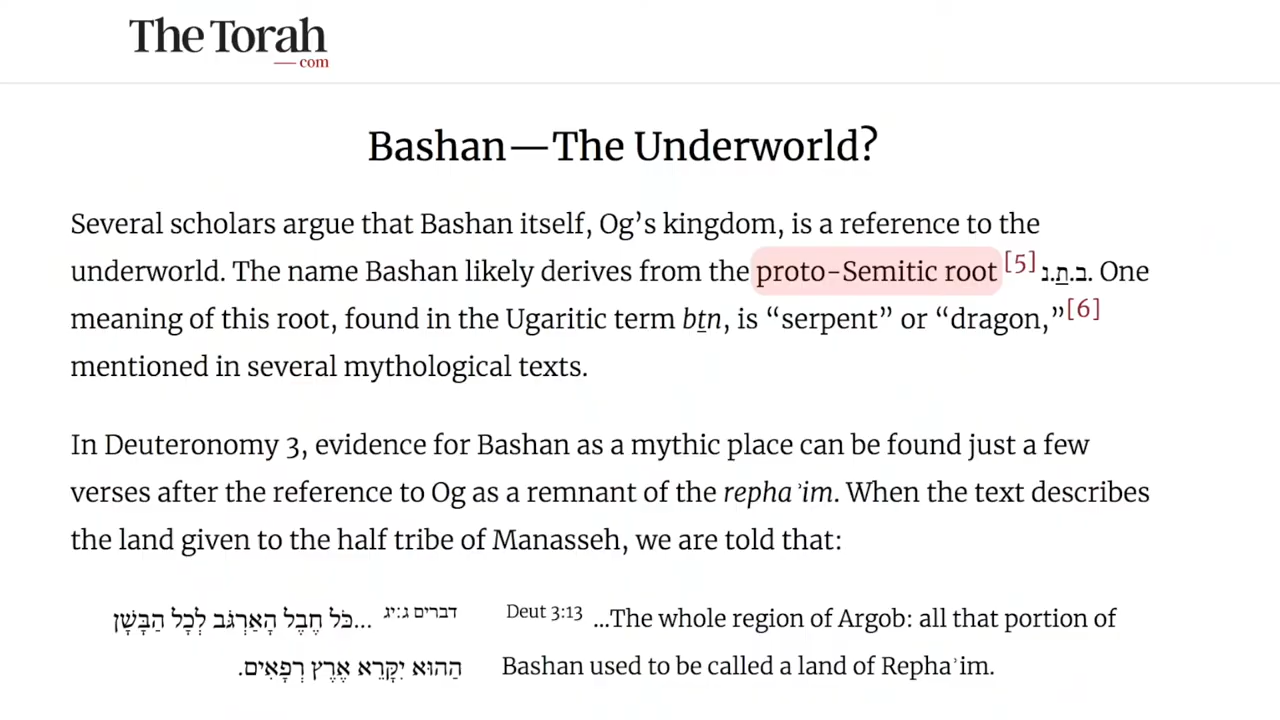 The Torah
com
Bashan—The Underworld?
Several scholars argue that Bashan itself, Og’s kingdom, is a reference to the
underworld. The name Bashan likely derives from the proto-Semitic root [5] ב.ת̱.נ. One
meaning of this root, found in the Ugaritic term bṯn, is “serpent” or “dragon,”[6]
mentioned in several mythological texts.
In Deuteronomy 3, evidence for Bashan as a mythic place can be found just a few
verses after the reference to Og as a remnant of the rephaʾim. When the text describes
the land given to the half tribe of Manasseh, we are told that:
דברים ג:יג ...כֹּל חֶבֶל הָאַרְגֹּב לְכָל הַבָּשָׁן
הַהוּא יִקָּרֵא אֶרֶץ רְפָאִים.
Deut 3:13 ...The whole region of Argob: all that portion of
Bashan used to be called a land of Rephaʾim.